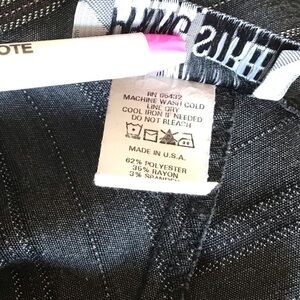 OTE
RN 65432
MACHINE WASH COLD
LINE DRY
COOL IRON IF NEEDED
DO NOT BLEACH
MADE IN U.S.A.
62% POLYESTER
35% RAYON
3% SPANDEX